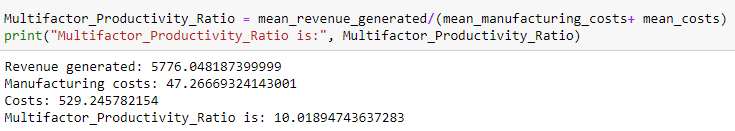 Multifactor_Productivity_Ratio = mean_revenue_generated/(mean_manufacturing_costs+ mean_costs)
print("Multifactor_Productivity_Ratio is:", Multifactor_Productivity_Ratio)
Revenue generated: 5776.048187399999
Manufacturing costs: 47.26669324143001
Costs: 529.245782154
Multifactor_Productivity_Ratio is: 10.01894743637283